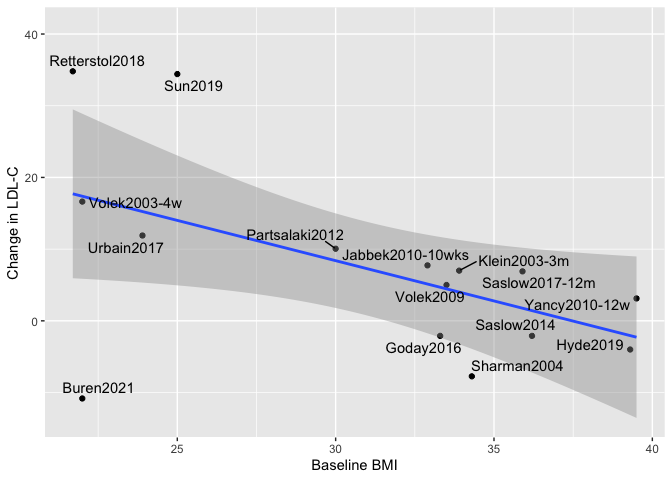 40
Retterstol2018
Sun2019
20
Volek2003-4w
Urbain2017
Partsalaki2012
Jabbek2010-10wks
Klein2003-3m
Saslow2017-12m
Volek2009
Yancy2010-12w
Saslow2014
0
Goday2016
Hyde2019
Sharman2004
Buren2021
Change in LDL-C
25
30
35
40
Baseline BMI